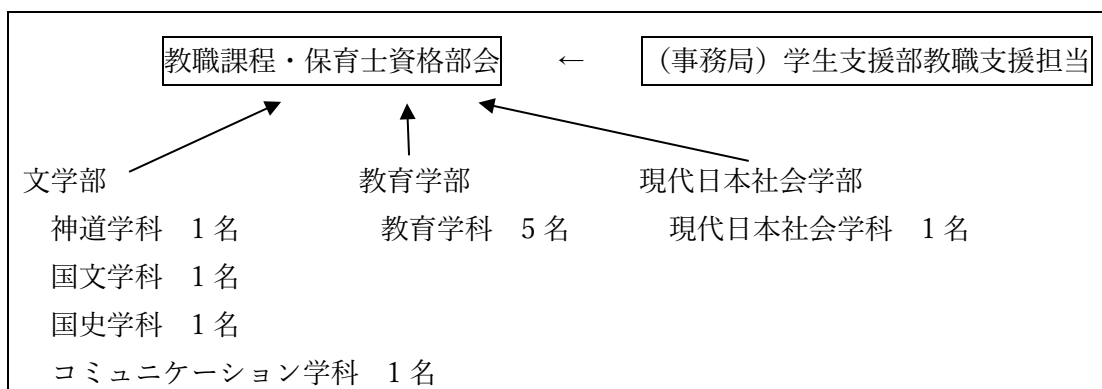 教職課程・保育士資格部会 ← (事務局)学生支援部教職支援担当
文学部 教育学部 現代日本社会学部
神道学科 1名 教育学科 5名 現代日本社会学科 1名
国文学科 1名
国史学科 1名
コミュニケーション学科 1名